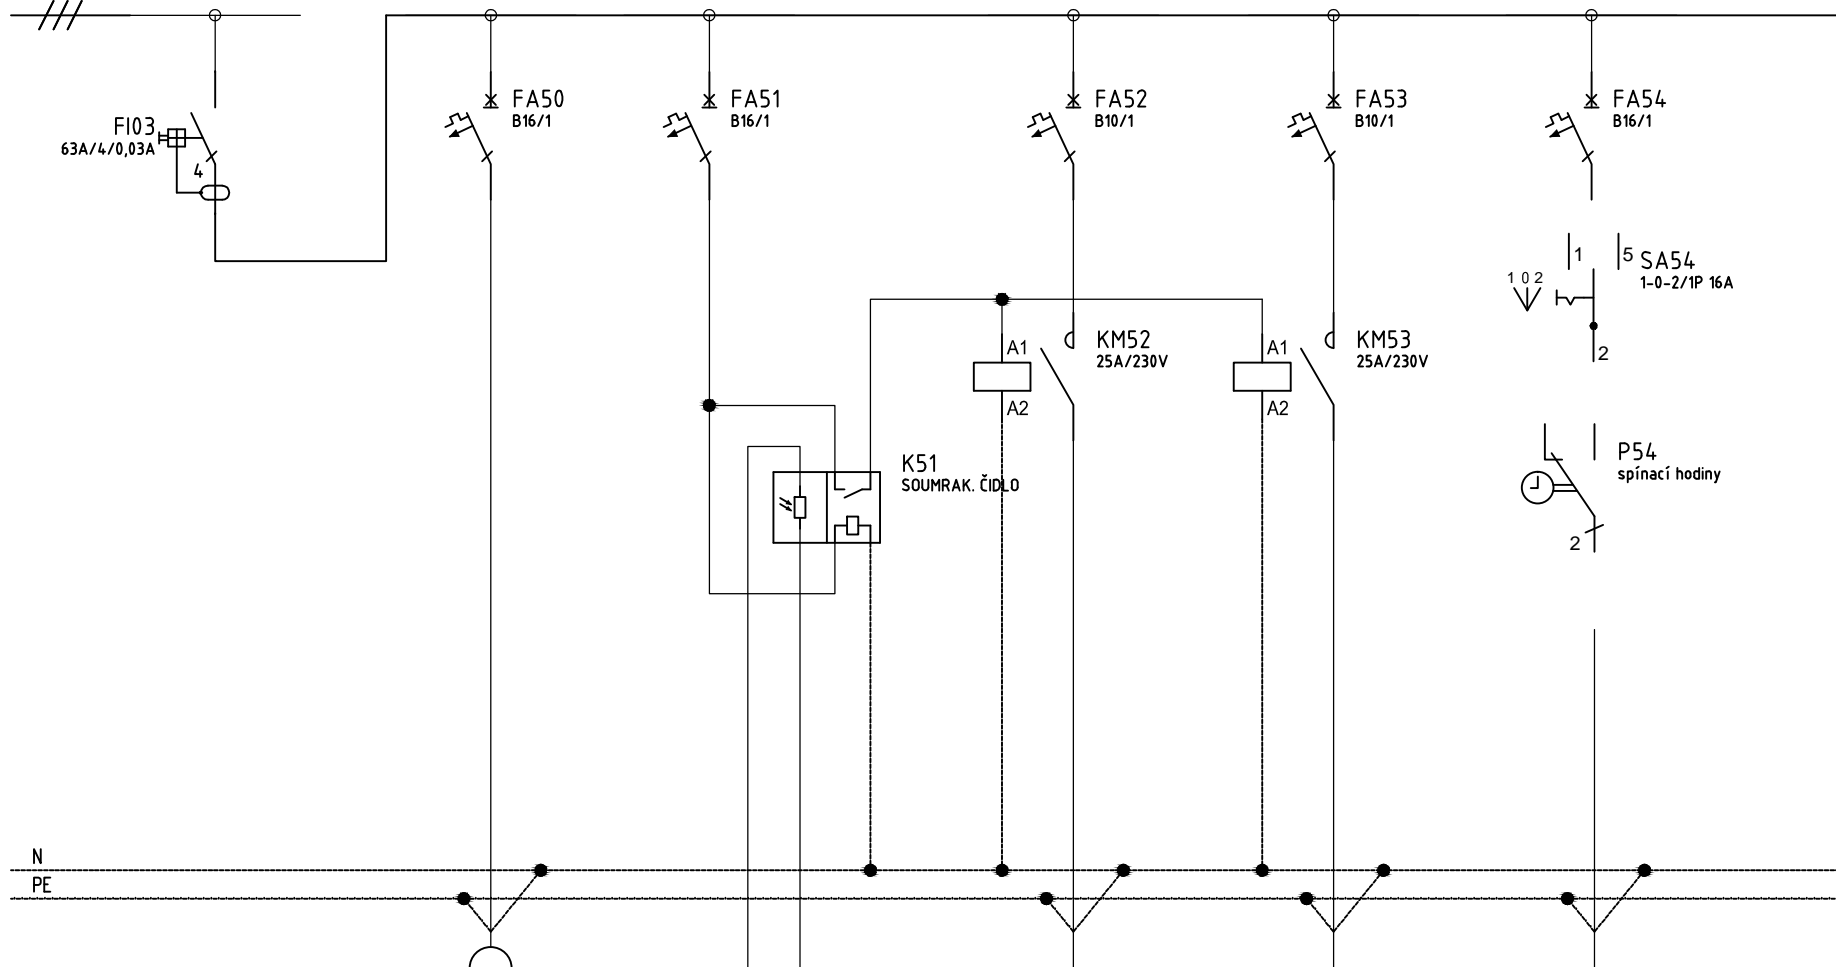 FI03
63A/4/0,03A
4
FA50
B16/1
FA51
B16/1
FA52
B10/1
FA53
B10/1
FA54
B16/1
1
5
SA54
1-0-2/1P 16A
1 0 2
2
A1
A2
KM52
25A/230V
A1
A2
KM53
25A/230V
K51
SOUMRAK. ČIDLO
P54
spínací hodiny
2
N
PE